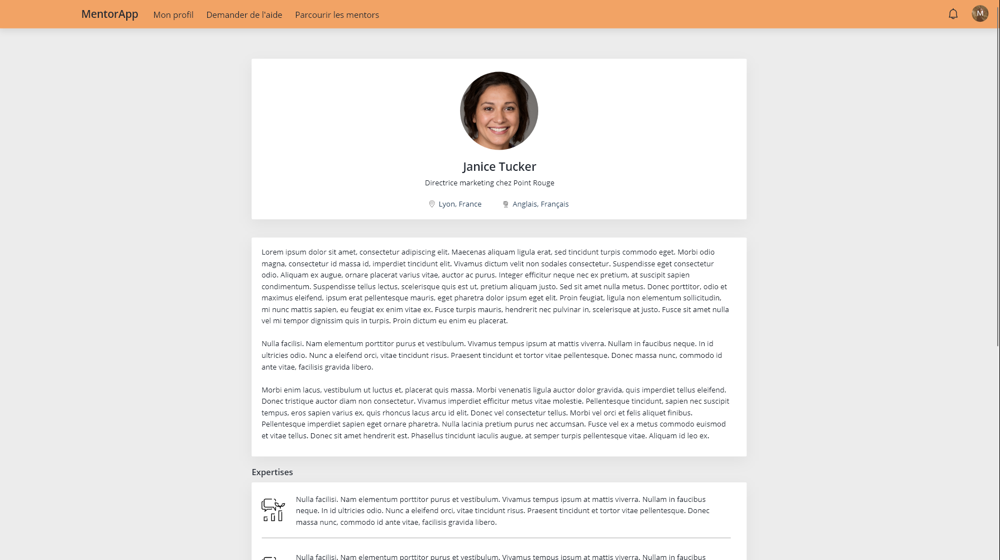 MentorApp Mon profil Demander de l'aide Parcourir les mentors M
Janice Tucker
Directrice marketing chez Point Rouge
Lyon, France Anglais, Français
Lorem ipsum dolor sit amet, consectetur adipiscing elit. Maecenas aliquam ligula erat, sed tincidunt turpis commodo eget. Morbi odio
magna, consectetur id massa id, imperdiet tincidunt elit. Vivamus dictum velit non sodales consectetur. Suspendisse eget consectetur
odio. Aliquam ex augue, ornare placerat varius vitae, auctor ac purus. Integer efficitur neque nec ex pretium, at suscipit sapien
condimentum. Suspendisse tellus lectus, scelerisque quis est ut, pretium aliquam justo. Sed sit amet nulla metus. Donec porttitor, odio et
maximus eleifend, ipsum erat pellentesque mauris, eget pharetra dolor ipsum eget elit. Proin feugiat, ligula non elementum sollicitudin,
mi nunc mattis sapien, eu feugiat ex enim vitae ex. Fusce turpis mauris, hendrerit nec pulvinar in, scelerisque at justo. Fusce sit amet nulla
vel mi tempor dignissim quis in turpis. Proin dictum eu enim eu placerat.
Nulla facilisi. Nam elementum porttitor purus et vestibulum. Vivamus tempus ipsum at mattis viverra. Nullam in faucibus neque. In id
ultricies odio. Nunc a eleifend orci, vitae tincidunt risus. Praesent tincidunt et tortor vitae pellentesque. Donec massa nunc, commodo id
ante vitae, facilisis gravida libero.
Morbi enim lacus, vestibulum ut luctus et, placerat quis massa. Morbi venenatis ligula auctor dolor gravida, quis imperdiet tellus eleifend.
Donec tristique auctor diam non consectetur. Vivamus imperdiet efficitur metus vitae molestie. Pellentesque tincidunt, sapien nec suscipit
tempus, eros sapien varius ex, quis rhoncus lacus arcu id elit. Donec vel consectetur tellus. Morbi vel orci et felis aliquet finibus.
Pellentesque imperdiet sapien eget ornare pharetra. Nulla lacinia pretium purus nec accumsan. Fusce vel ex a metus commodo euismod
et vitae tellus. Donec sit amet hendrerit est. Phasellus tincidunt iaculis augue, at semper turpis pellentesque vitae. Aliquam id leo ex.
Expertises
Nulla facilisi. Nam elementum porttitor purus et vestibulum. Vivamus tempus ipsum at mattis viverra. Nullam in faucibus
neque. In id ultricies odio. Nunc a eleifend orci, vitae tincidunt risus. Praesent tincidunt et tortor vitae pellentesque. Donec
massa nunc, commodo id ante vitae, facilisis gravida libero.
Nulla facilisi. Nam elementum porttitor purus et vestibulum. Vivamus tempus ipsum at mattis viverra. Nullam in faucibus